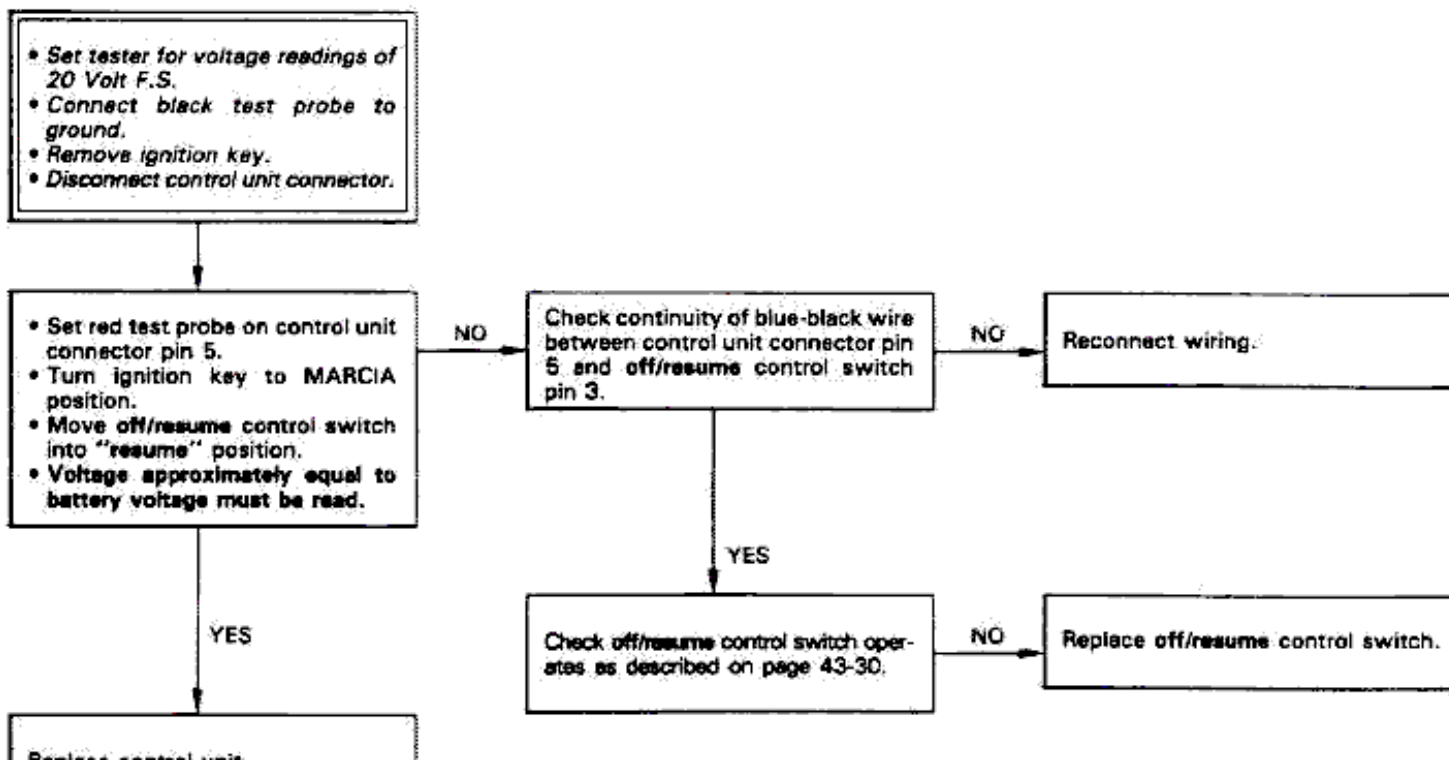 • Set tester for voltage readings of
20 Volt F.S.
• Connect black test probe to
ground.
• Remove ignition key.
• Disconnect control unit connector.
• Set red test probe on control unit
connector pin 5.
• Turn ignition key to MARCIA
position.
• Move off/resume control switch
into "resume" position.
• Voltage approximately equal to
battery voltage must be read.
NO
Check continuity of blue-black wire
between control unit connector pin
5 and off/resume control switch
pin 3.
NO
Reconnect wiring.
YES
Check off/resume control switch oper-
ates as described on page 43-30.
NO
Replace off/resume control switch.
YES
Replace control unit